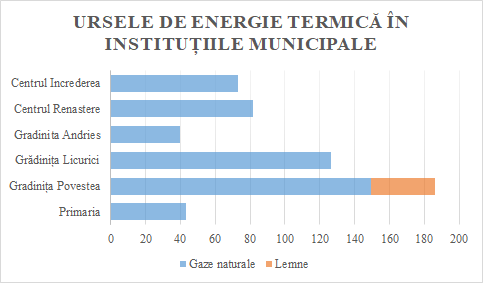 URSELE DE ENERGIE TERMICĂ ÎN
INSTITUȚIILE MUNICIPALE
Centrul Increderea
Centrul Renastere
Gradinita Andries
Grădinița Licurici
Gradinița Povestea
Primaria
0 20 40 60 80 100 120 140 160 180 200
Gaze naturale Lemne